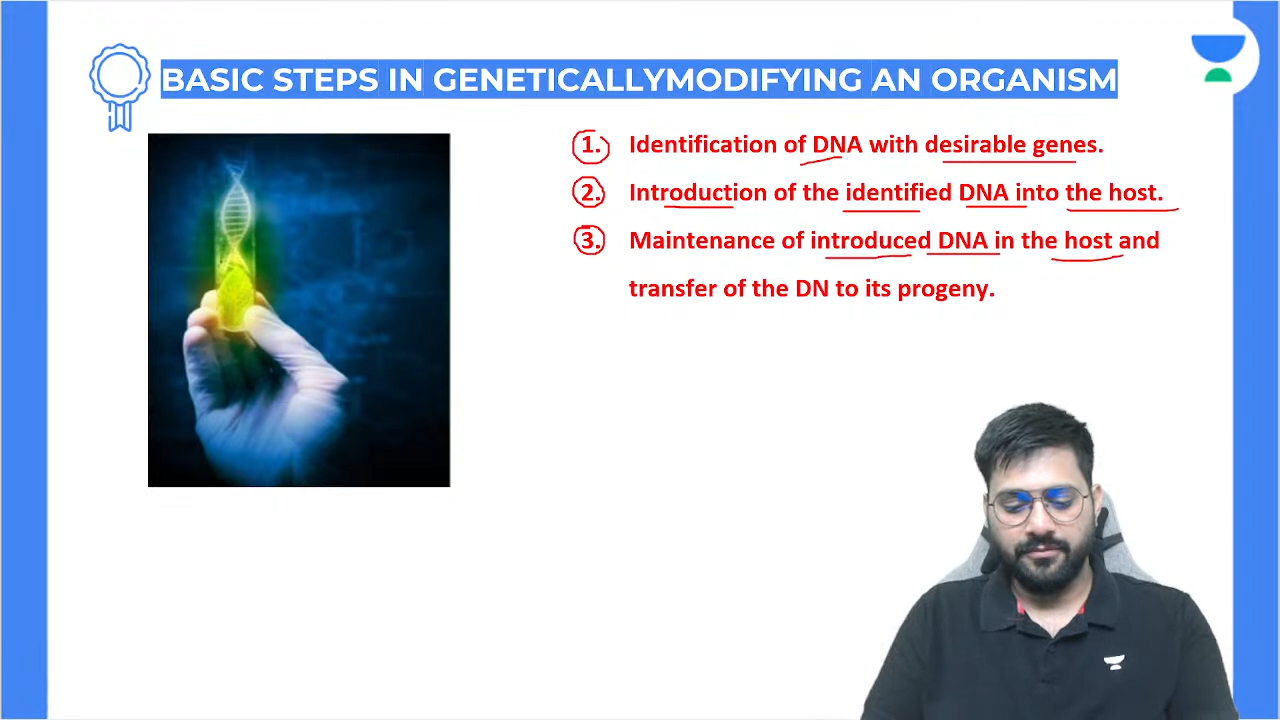 BASIC STEPS IN GENETICALLYMODIFYING AN ORGANISM
1. Identification of DNA with desirable genes.
2. Introduction of the identified DNA into the host.
3. Maintenance of introduced DNA in the host and
transfer of the DN to its progeny.